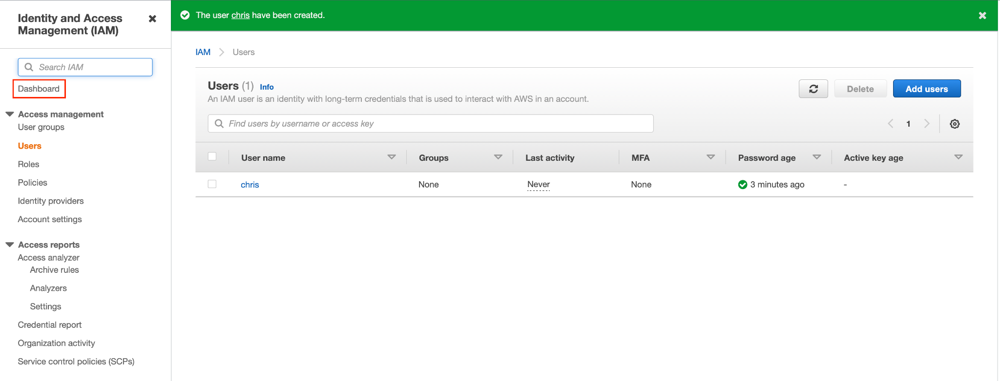 Identity and Access
Management (IAM)
Search IAM
Dashboard
Access management
User groups
Users
Roles
Policies
Identity providers
Account settings
Access reports
Access analyzer
Archive rules
Analyzers
Settings
Credential report
Organization activity
Service control policies (SCPs)
The user chris have been created.
IAM Users
Users (1) Info
An IAM user is an identity with long-term credentials that is used to interact with AWS in an account.
Delete Add users
Find users by username or access key
1
User name Groups Last activity MFA Password age Active key age
chris None Never None 3 minutes ago -